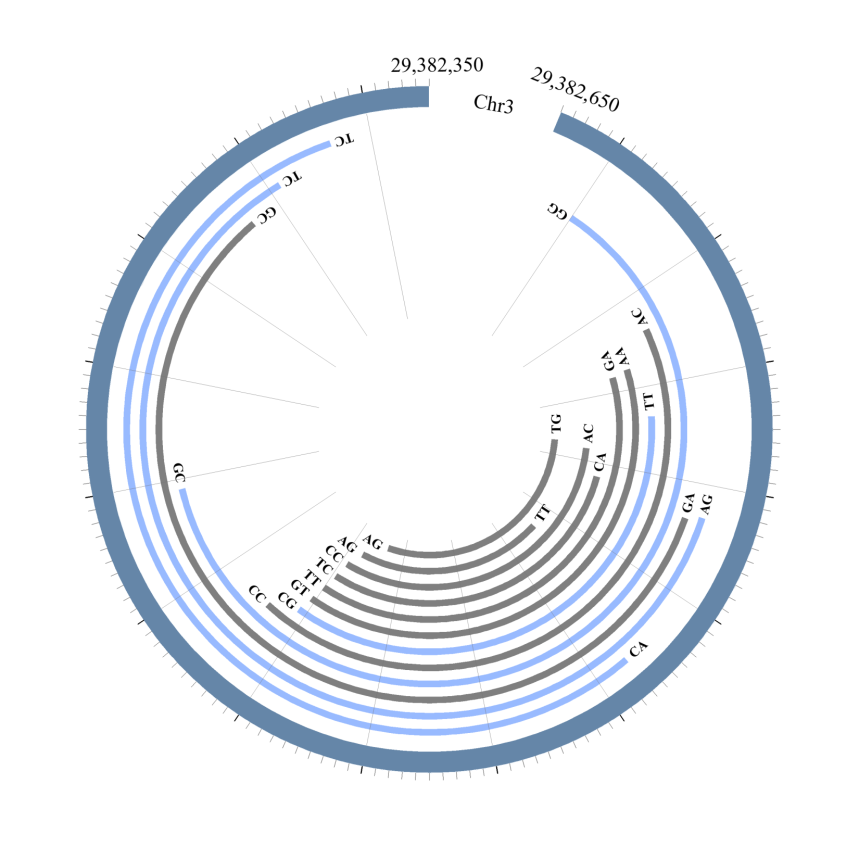 29,382,350
29,382,650
Chr3
TC
TC
GC
GG
AC
AA
GA
TT
TG
AC
CA
TT
GC
GA
AG
AG
AG
CC
TC
TT
GT
CG
CC
CA